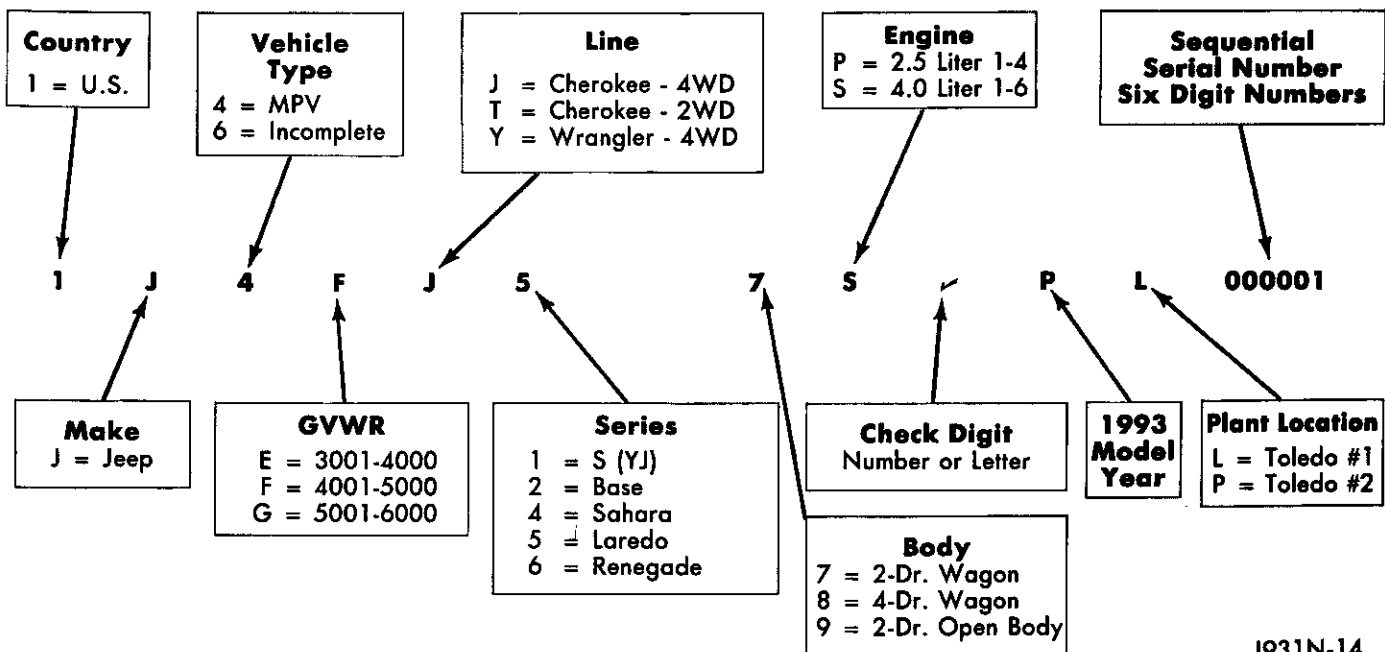 Country
1 = U.S.
Vehicle
Type
4 = MPV
6 = Incomplete
Line
J = Cherokee - 4WD
T = Cherokee - 2WD
Y = Wrangler - 4WD
Engine
P = 2.5 Liter 1-4
S = 4.0 Liter 1-6
Sequential
Serial Number
Six Digit Numbers
1 J 4 F J 5 7 S P L 000001
Make
J = Jeep
GVWR
E = 3001-4000
F = 4001-5000
G = 5001-6000
Series
1 = S (YJ)
2 = Base
4 = Sahara
5 = Laredo
6 = Renegade
Check Digit
Number or Letter
1993
Model
Year
Plant Location
L = Toledo #1
P = Toledo #2
Body
7 = 2-Dr. Wagon
8 = 4-Dr. Wagon
9 = 2-Dr. Open Body
J931N-14